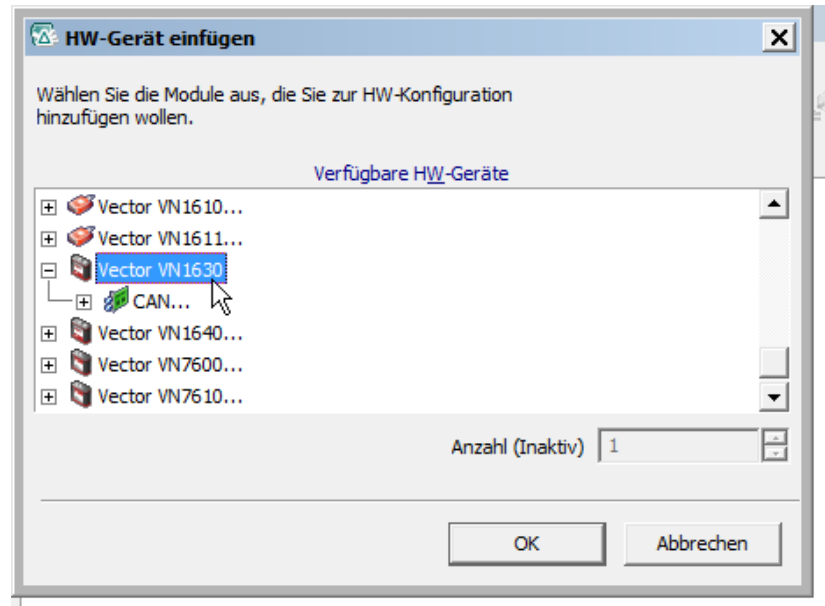 HW-Gerät einfügen
Wählen Sie die Module aus, die Sie zur HW-Konfiguration
hinzufügen wollen.
Verfügbare HW-Geräte
Vector VN1610...
Vector VN1611...
Vector VN1630
CAN...
Vector VN1640...
Vector VN7600...
Vector VN7610...
Anzahl (Inaktiv) 1
OK Abbrechen